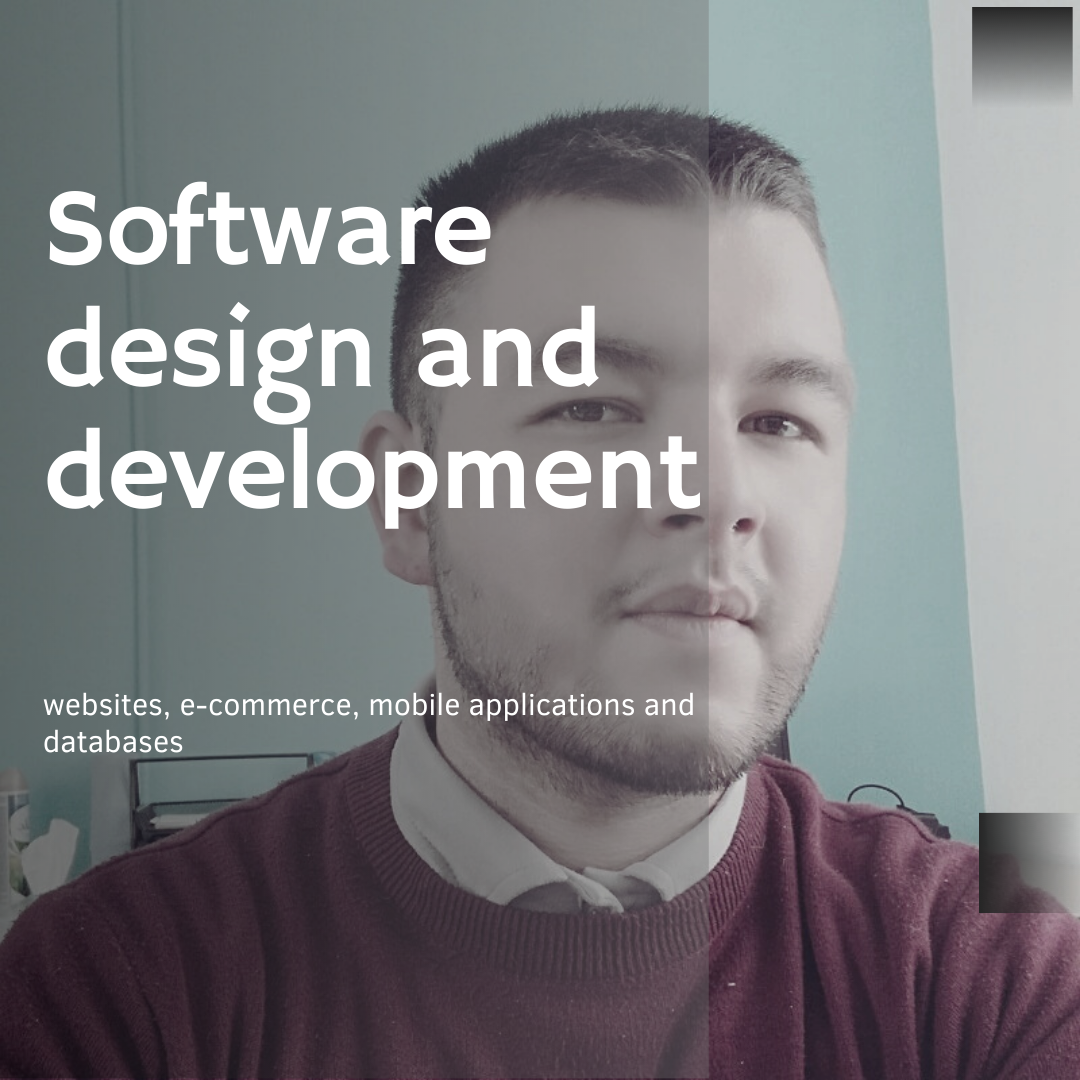 Software
design and
development
websites, e-commerce, mobile applications and
databases